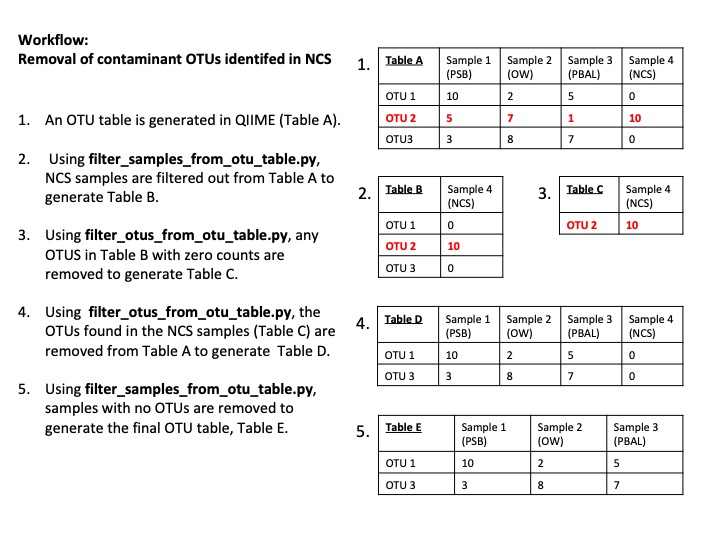 Workflow:
Removal of contaminant OTUs identifed in NCS
1. An OTU table is generated in QIIME (Table A).
2. Using filter_samples_from_otu_table.py,
NCS samples are filtered out from Table A to
generate Table B.
3. Using filter_otus_from_otu_table.py, any
OTUS in Table B with zero counts are
removed to generate Table C.
4. Using filter_otus_from_otu_table.py, the
OTUs found in the NCS samples (Table C) are
removed from Table A to generate Table D.
5. Using filter_samples_from_otu_table.py,
samples with no OTUs are removed to
generate the final OTU table, Table E.
1.
Table A Sample 1 Sample 2 Sample 3 Sample 4
(PSB) (OW) (PBAL) (NCS)
OTU 1 10 2 5 0
OTU 2 5 7 1 10
OTU3 3 8 7 0
2.
Table B Sample 4
(NCS)
OTU 1 0
OTU 2 10
OTU 3 0
3.
Table C Sample 4
(NCS)
OTU 2 10
4.
Table D Sample 1 Sample 2 Sample 3 Sample 4
(PSB) (OW) (PBAL) (NCS)
OTU 1 10 2 5 0
OTU 3 3 8 7 0
5.
Table E Sample 1 Sample 2 Sample 3
(PSB) (OW) (PBAL)
OTU 1 10 2 5
OTU 3 3 8 7